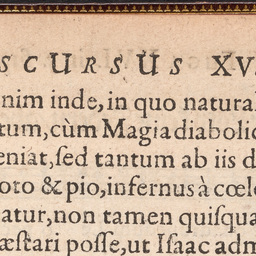 SCURSUS XV
nim inde, in quo natural
tum, cùm Magia diabolic
eniat, sed tantum ab iis d
oto & pio, infernus à cœl
atur, non tamen quisqua
æstari posse, ut Isaac adm